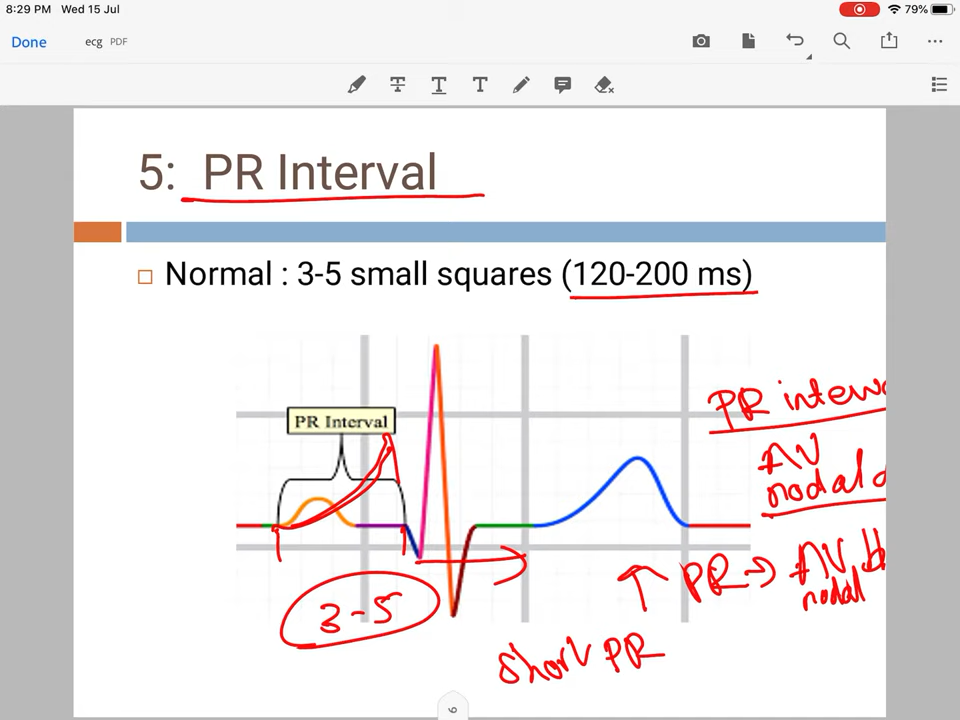 8:29 PM Wed 15 Jul
79%
Done
ecg PDF
5: PR Interval
Normal : 3-5 small squares (120-200 ms)
PR Interval
PR
AV
nodal
↑ PR → AV
nodal
3-5
Short PR
6